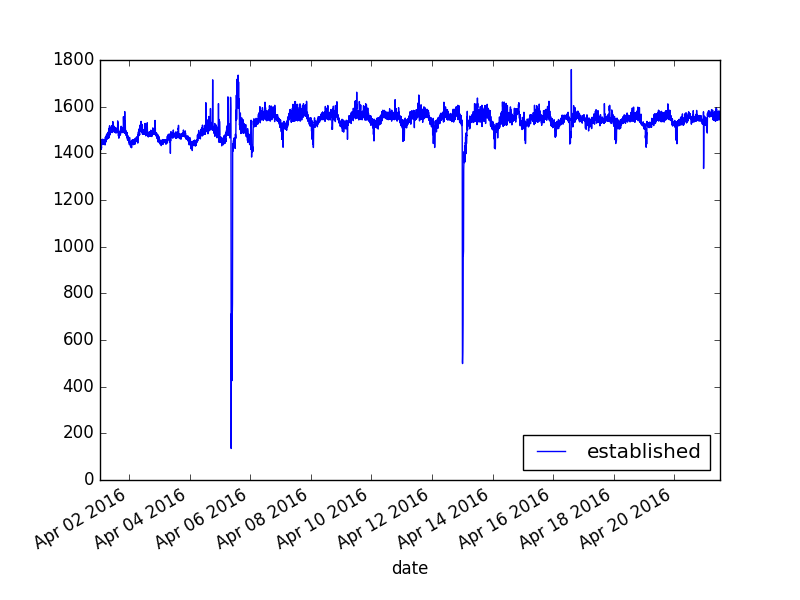 1800
1600
1400
1200
1000
800
600
400
200
0
established
Apr 02 2016
Apr 04 2016
Apr 06 2016
Apr 08 2016
Apr 10 2016
Apr 12 2016
Apr 14 2016
Apr 16 2016
Apr 18 2016
Apr 20 2016
date